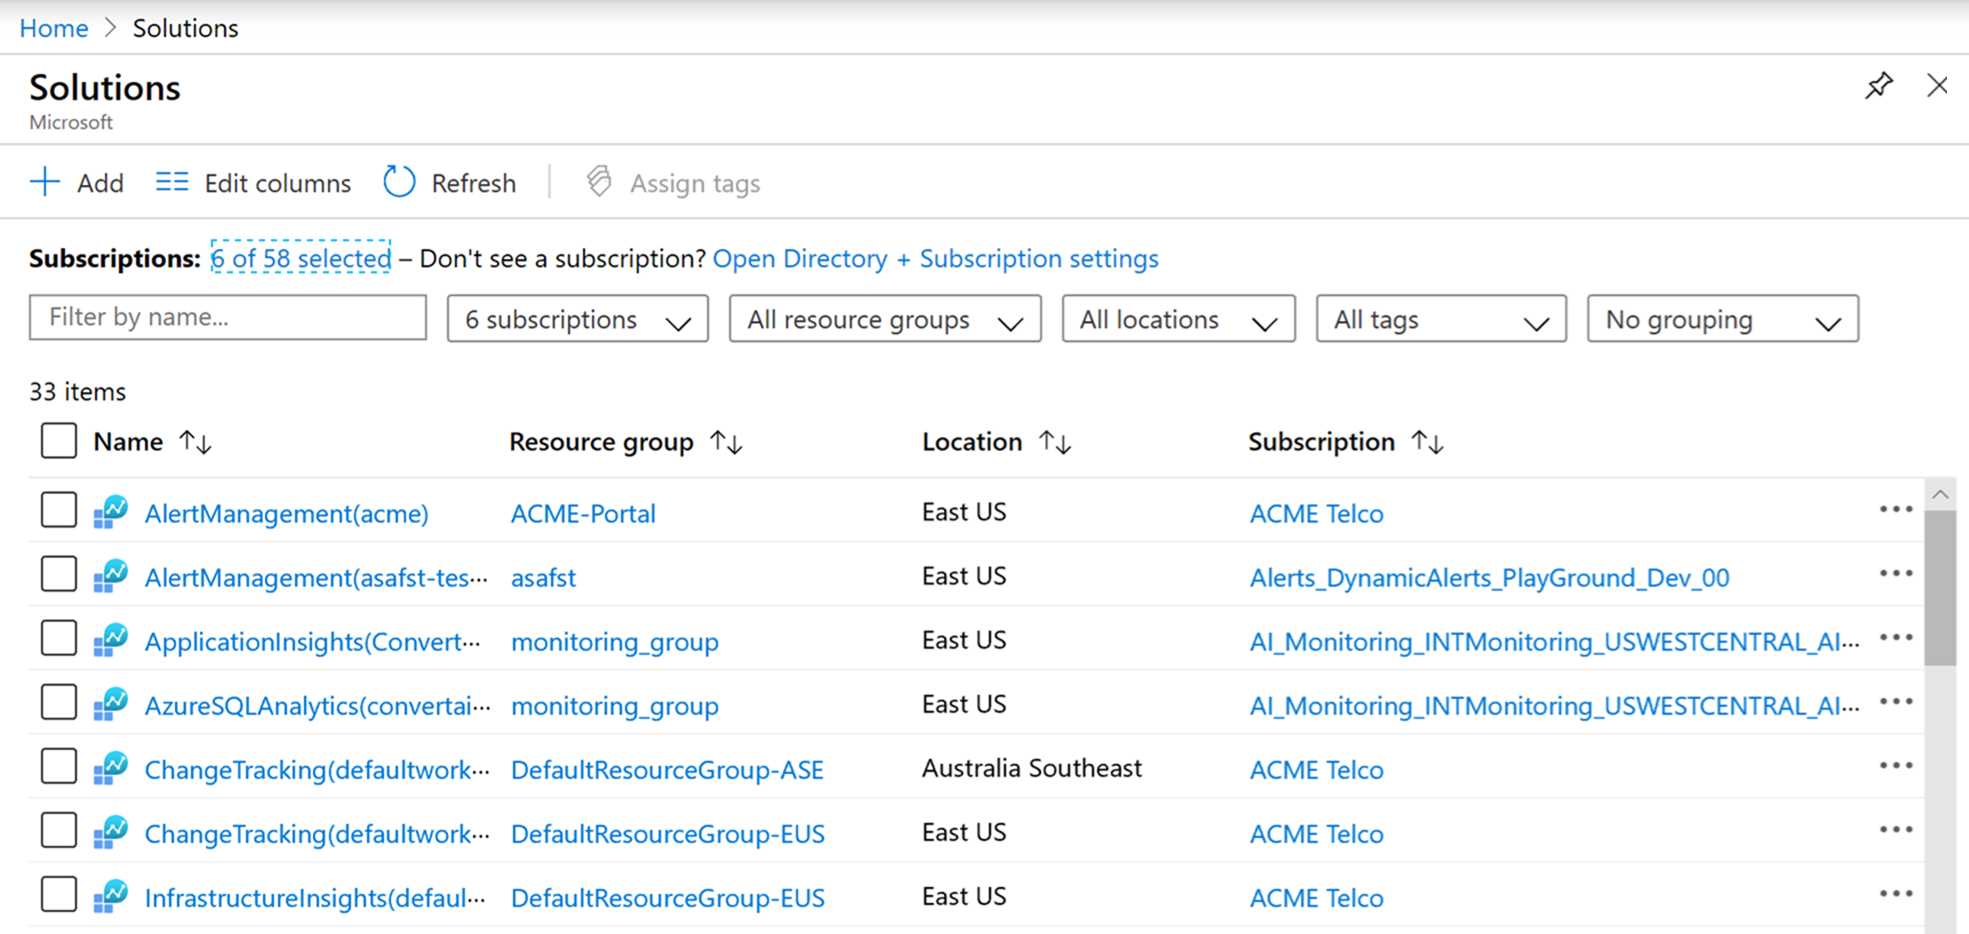 Home > Solutions
Solutions
Microsoft
Add Edit columns Refresh Assign tags
Subscriptions: 6 of 58 selected – Don't see a subscription? Open Directory + Subscription settings
Filter by name... 6 subscriptions All resource groups All locations All tags No grouping
33 items
Name Resource group Location Subscription
AlertManagement(acme) ACME-Portal East US ACME Telco
AlertManagement(asafst-tes... asafst East US Alerts_DynamicAlerts_PlayGround_Dev_00
ApplicationInsights(Convert... monitoring_group East US AI_Monitoring_INTMonitoring_USWESTCENTRAL_AI...
AzureSQLAnalytics(convertai... monitoring_group East US AI_Monitoring_INTMonitoring_USWESTCENTRAL_AI...
ChangeTracking(defaultwork... DefaultResourceGroup-ASE Australia Southeast ACME Telco
ChangeTracking(defaultwork... DefaultResourceGroup-EUS East US ACME Telco
InfrastructureInsights(defaul... DefaultResourceGroup-EUS East US ACME Telco